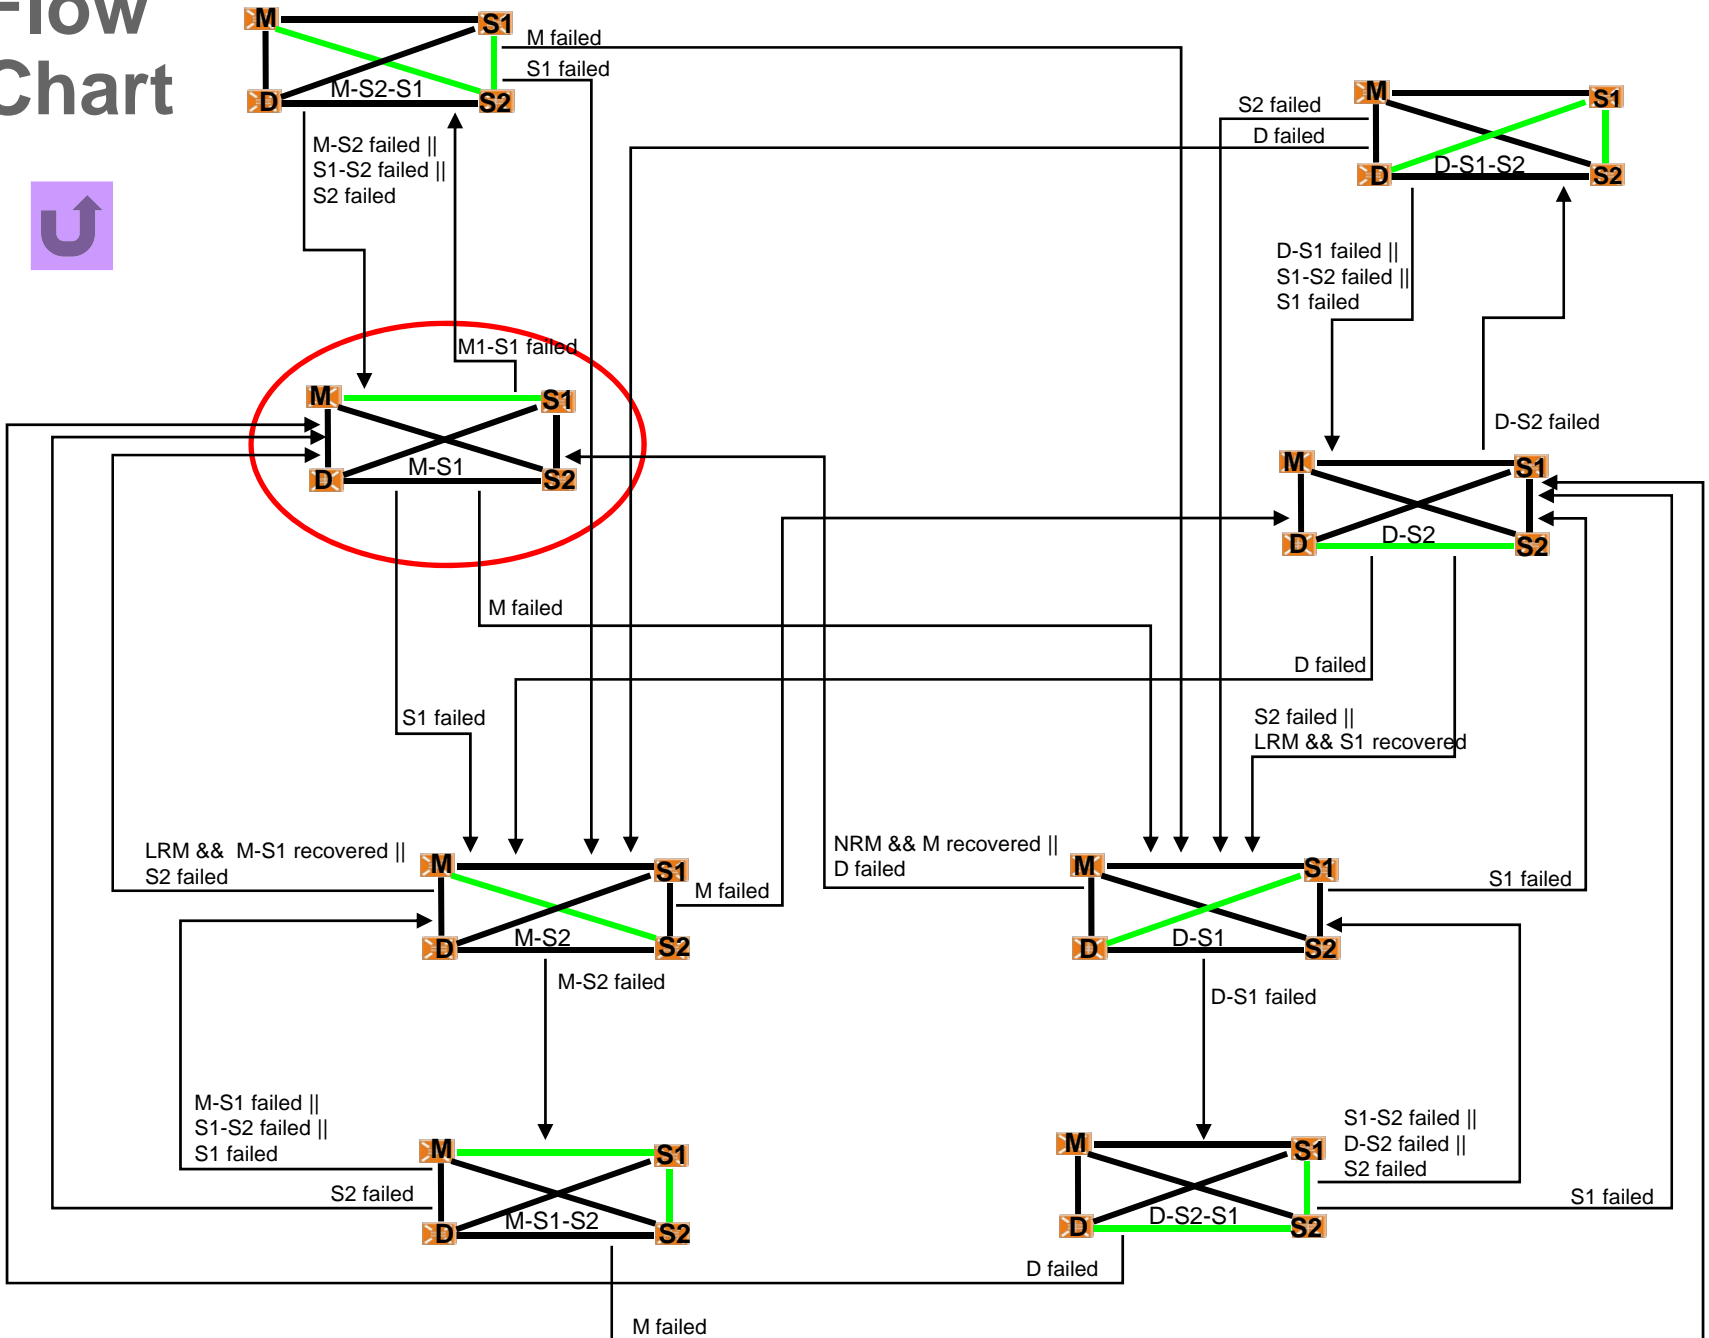 Flow
Chart
M
S1
D
M-S2-S1
S2
M failed
S1 failed
M-S2 failed ||
S1-S2 failed ||
S2 failed
M
S1
D
D-S1-S2
S2
S2 failed
D failed
D-S1 failed ||
S1-S2 failed ||
S1 failed
M1-S1 failed
M
S1
D
M-S1
S2
D-S2 failed
M
S1
D
D-S2
S2
M failed
D failed
S1 failed
S2 failed ||
LRM && S1 recovered
LRM && M-S1 recovered ||
S2 failed
M
S1
D
M-S2
S2
M failed
NRM && M recovered ||
D failed
M
S1
D
D-S1
S2
S1 failed
M-S2 failed
D-S1 failed
M-S1 failed ||
S1-S2 failed ||
S1 failed
S2 failed
M
S1
D
M-S1-S2
S2
M
S1
D
D-S2-S1
S2
S1-S2 failed ||
D-S2 failed ||
S2 failed
S1 failed
D failed
M failed